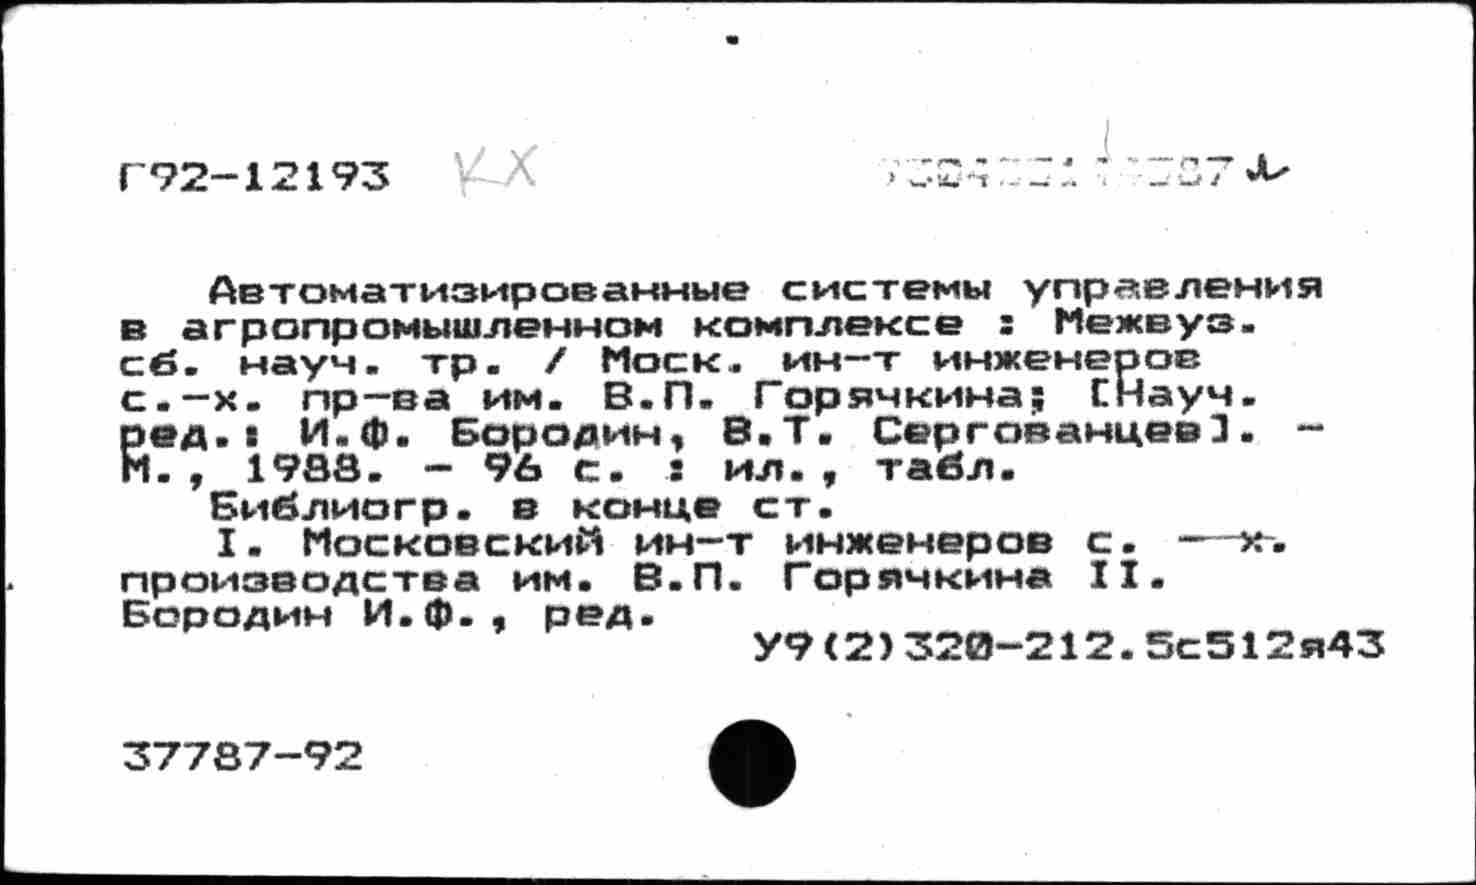 Г92-12193 КХ
Автоматизированные системы управления
в агропромышленном комплексе : Межвуз.
сб. науч. тр. / Моск. ин-т инженеров
с.-х. пр-ва им. В.П. Горячкина; [Науч.
ред.: И.Ф. Бородин, В.Т. Сергованцев]. -
М., 1988. - 96 с. : ил., табл.
Библиогр. в конце ст.
I. Московский ин-т инженеров с. -х.
производства им. В.П. Горячкина II.
Бородин И.Ф., ред.
У9(2)320-212.5с512я43
37787-92